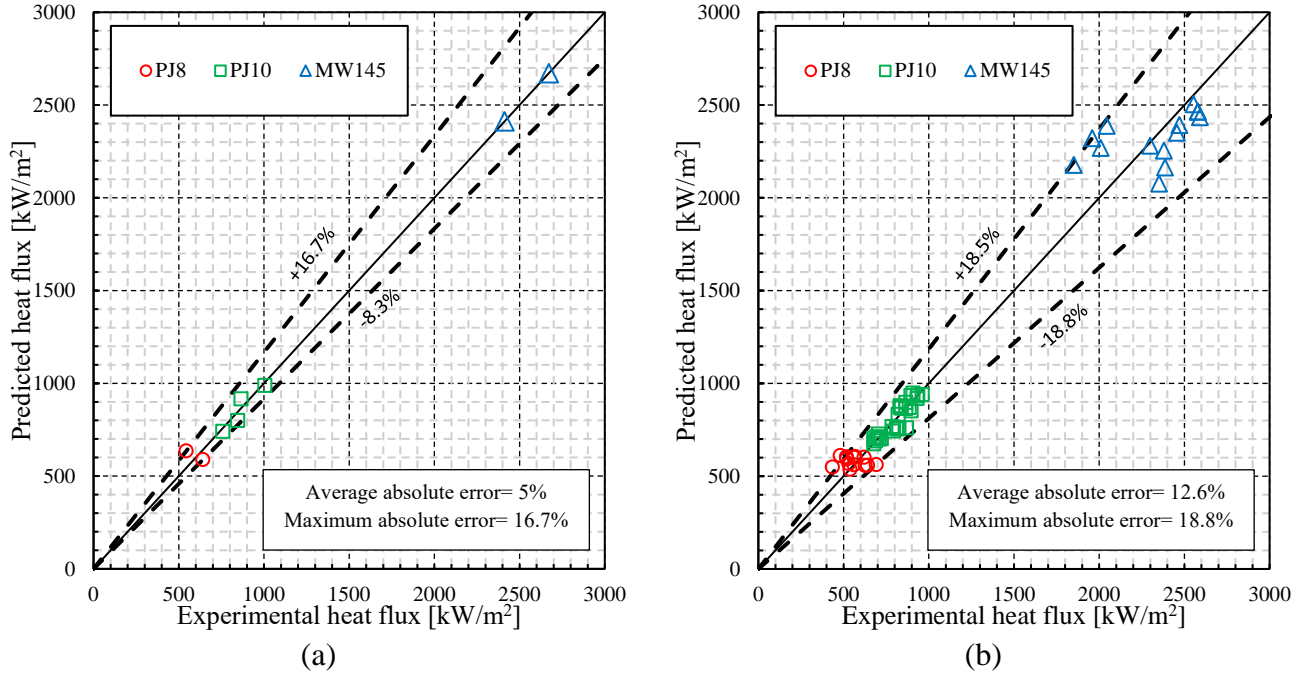 3000
2500
2000
1500
1000
500
0
Predicted heat flux [kW/m²]
PJ8 PJ10 MW145
+16.7%
-8.3%
Average absolute error= 5%
Maximum absolute error= 16.7%
0 500 1000 1500 2000 2500 3000
Experimental heat flux [kW/m²]
(a)
3000
2500
2000
1500
1000
500
0
Predicted heat flux [kW/m²]
PJ8 PJ10 MW145
+18.5%
-18.8%
Average absolute error= 12.6%
Maximum absolute error= 18.8%
0 500 1000 1500 2000 2500 3000
Experimental heat flux [kW/m²]
(b)